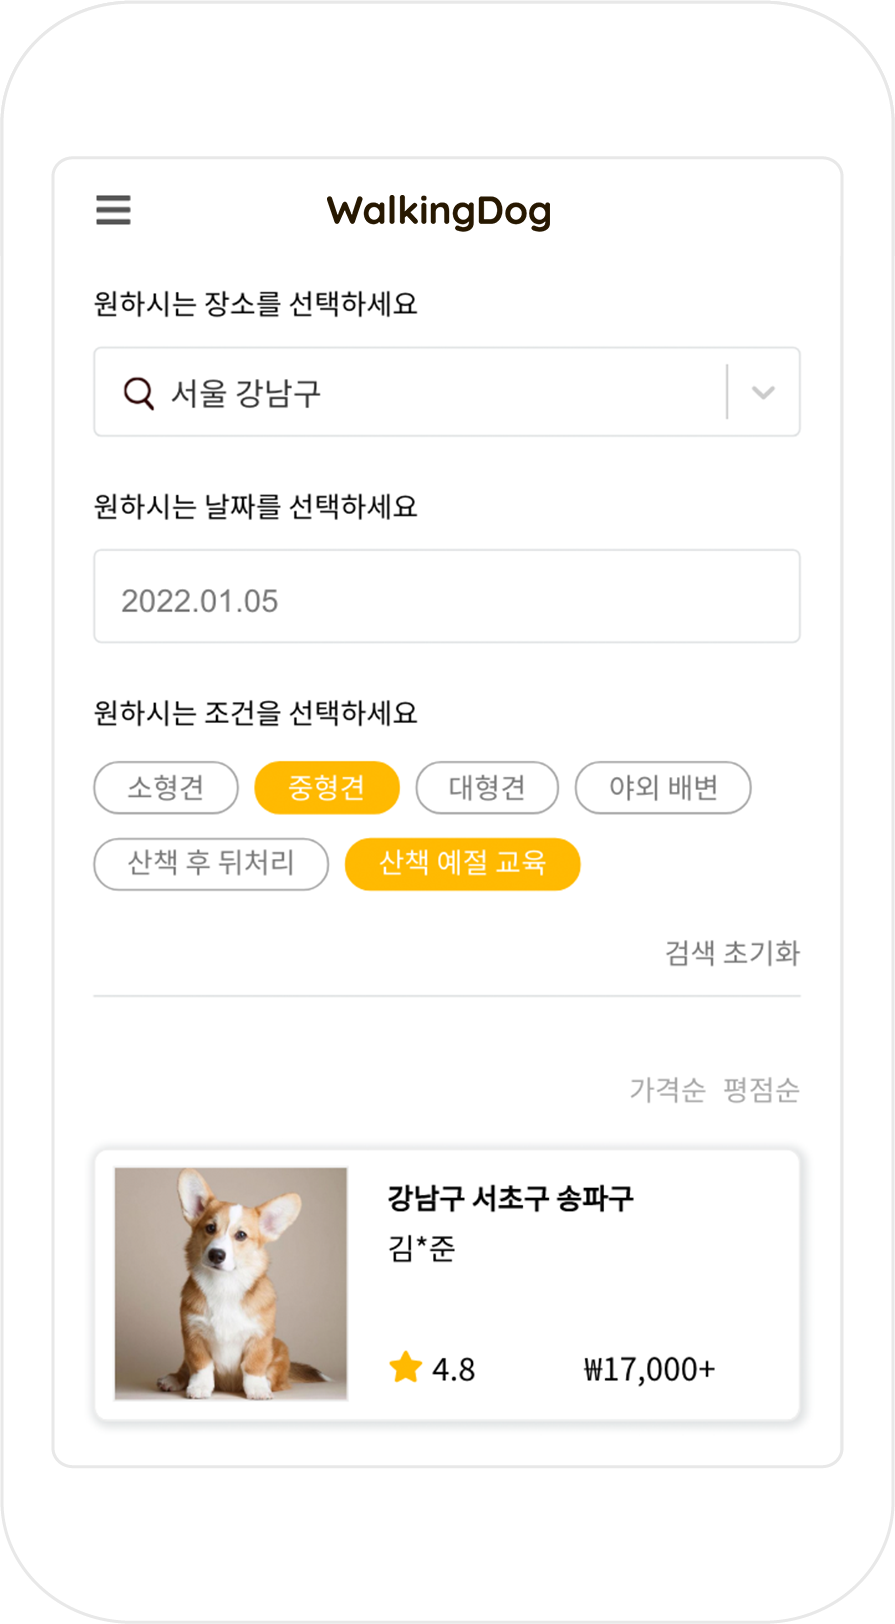 WalkingDog
원하시는 장소를 선택하세요
서울 강남구
원하시는 날짜를 선택하세요
2022.01.05
원하시는 조건을 선택하세요
소형견 중형견 대형견 야외 배변
산책 후 뒤처리 산책 예절 교육
검색 초기화
가격순 평점순
강남구 서초구 송파구
김*준
4.8 ₩17,000+